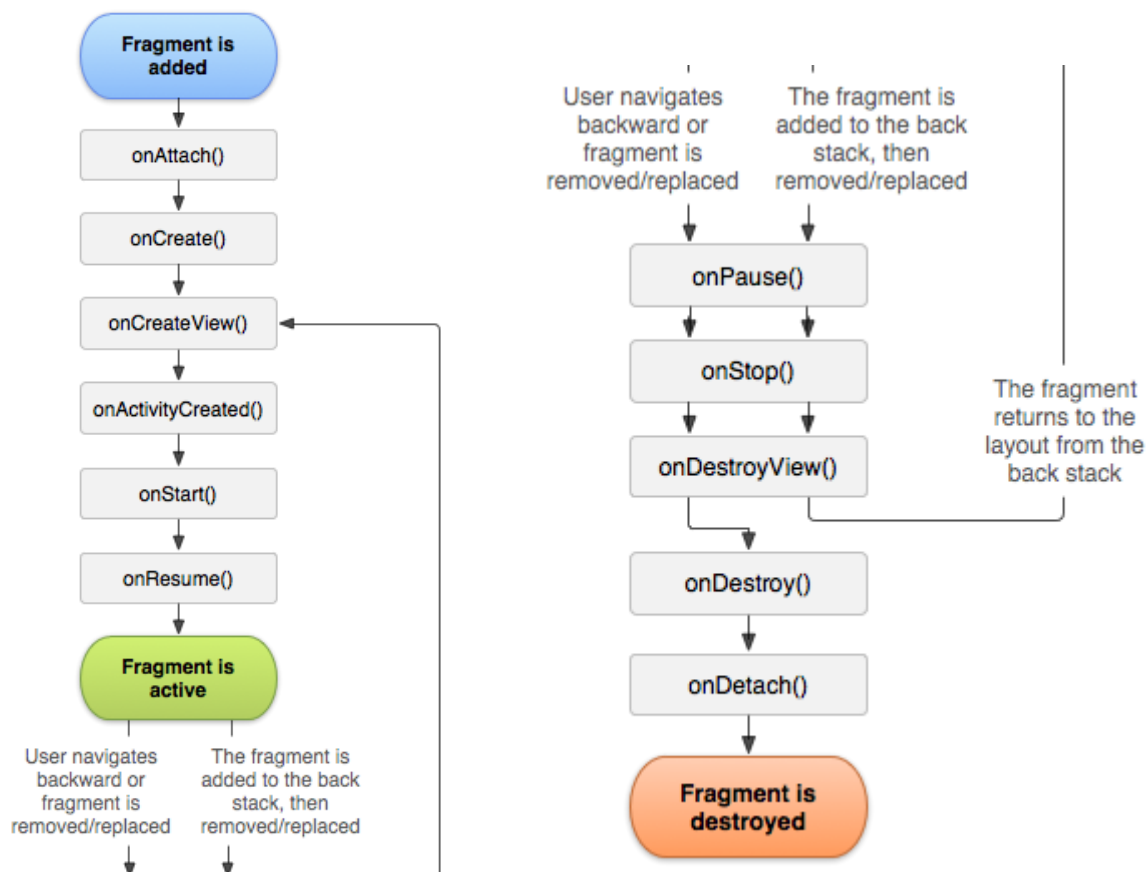 Fragment is
added
onAttach()
onCreate()
onCreateView()
onActivityCreated()
onStart()
onResume()
Fragment is
active
User navigates
backward or
fragment is
removed/replaced
The fragment is
added to the back
stack, then
removed/replaced
User navigates
backward or
fragment is
removed/replaced
The fragment is
added to the back
stack, then
removed/replaced
onPause()
onStop()
onDestroyView()
The fragment
returns to the
layout from the
back stack
onDestroy()
onDetach()
Fragment is
destroyed